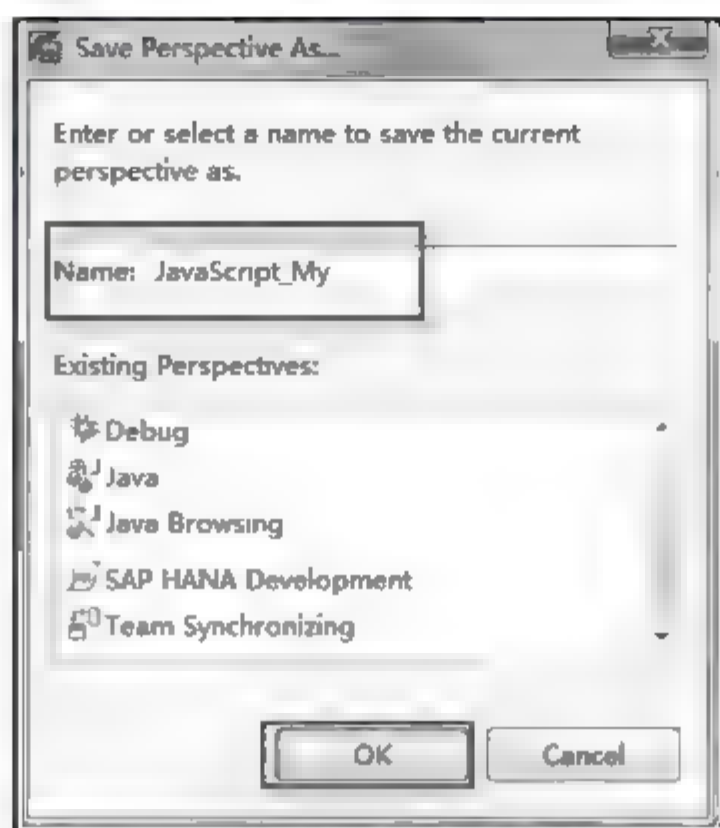 Save Perspective As...
Enter or select a name to save the current
perspective as.
Name: JavaScript_My
Existing Perspectives:
Debug
Java
Java Browsing
SAP HANA Development
Team Synchronizing
OK Cancel